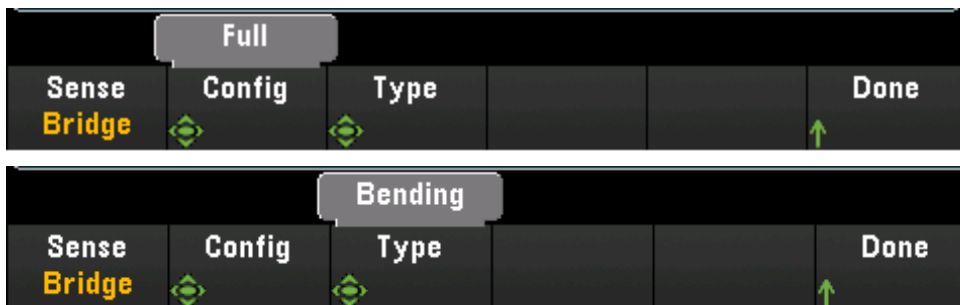 Full
Sense Config Type Done
Bridge
Bending
Sense Config Type Done
Bridge